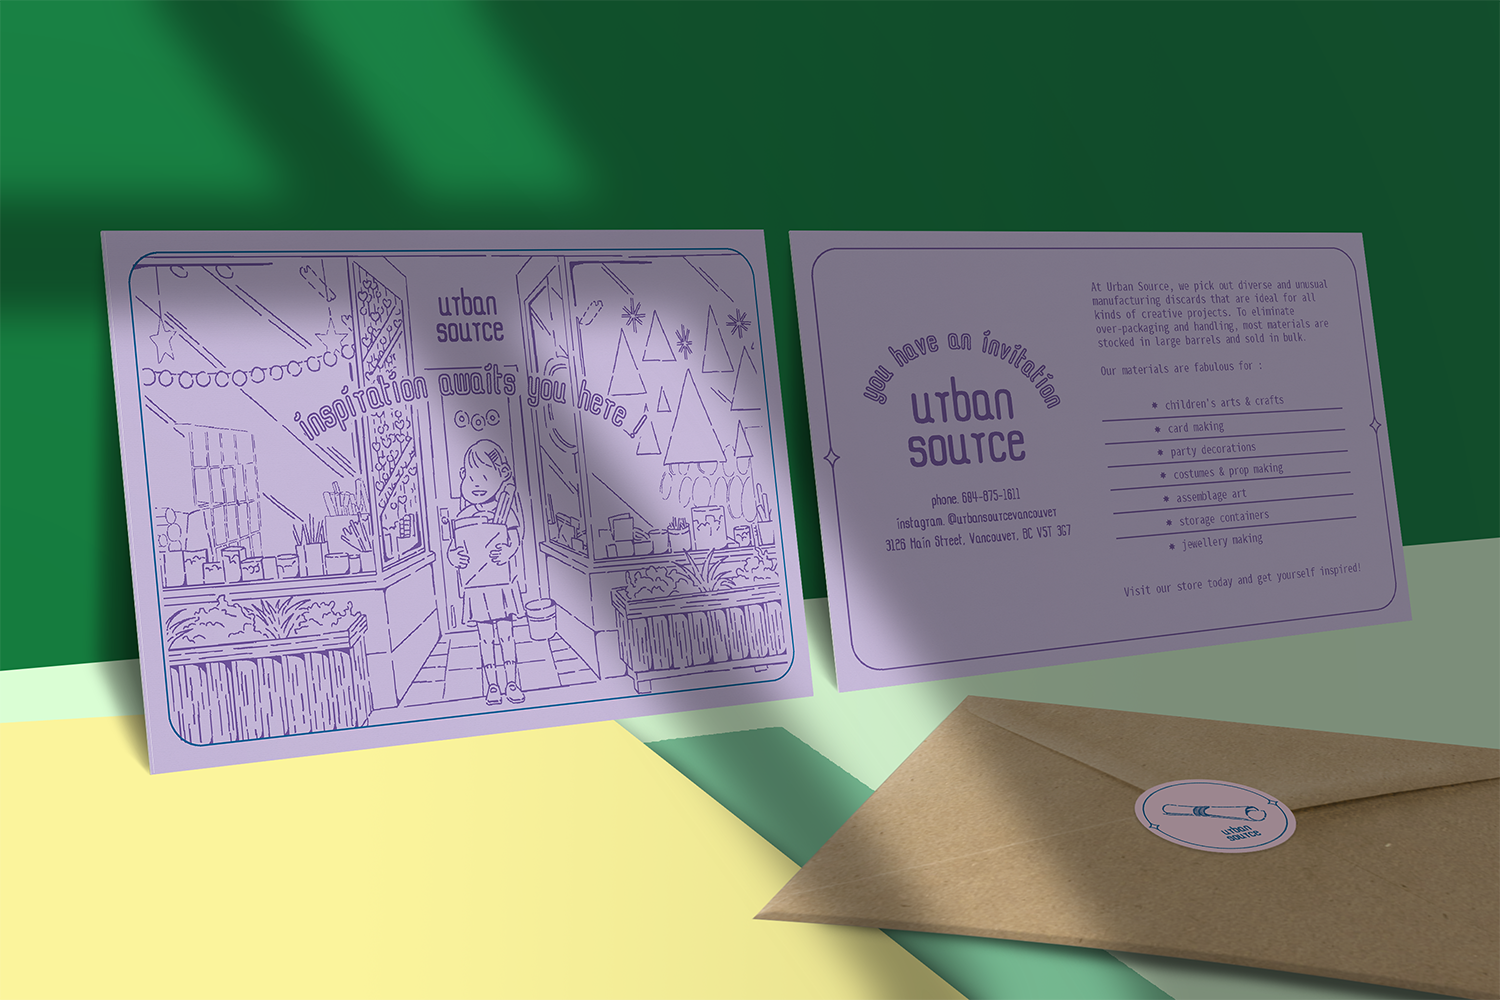 urban
source
inspiration awaits you here !
you have an invitation
urban
source
phone. 604-875-1611
instagram. @urbansourcevancouver
3126 Main Street, Vancouver, BC V5T 3G7
At Urban Source, we pick out diverse and unusual
manufacturing discards that are ideal for all
kinds of creative projects. To eliminate
over-packaging and handling, most materials are
stocked in large barrels and sold in bulk.
Our materials are fabulous for :
* children's arts & crafts
* card making
* party decorations
* costumes & prop making
* assemblage art
* storage containers
* jewellery making
Visit our store today and get yourself inspired!
urban
source